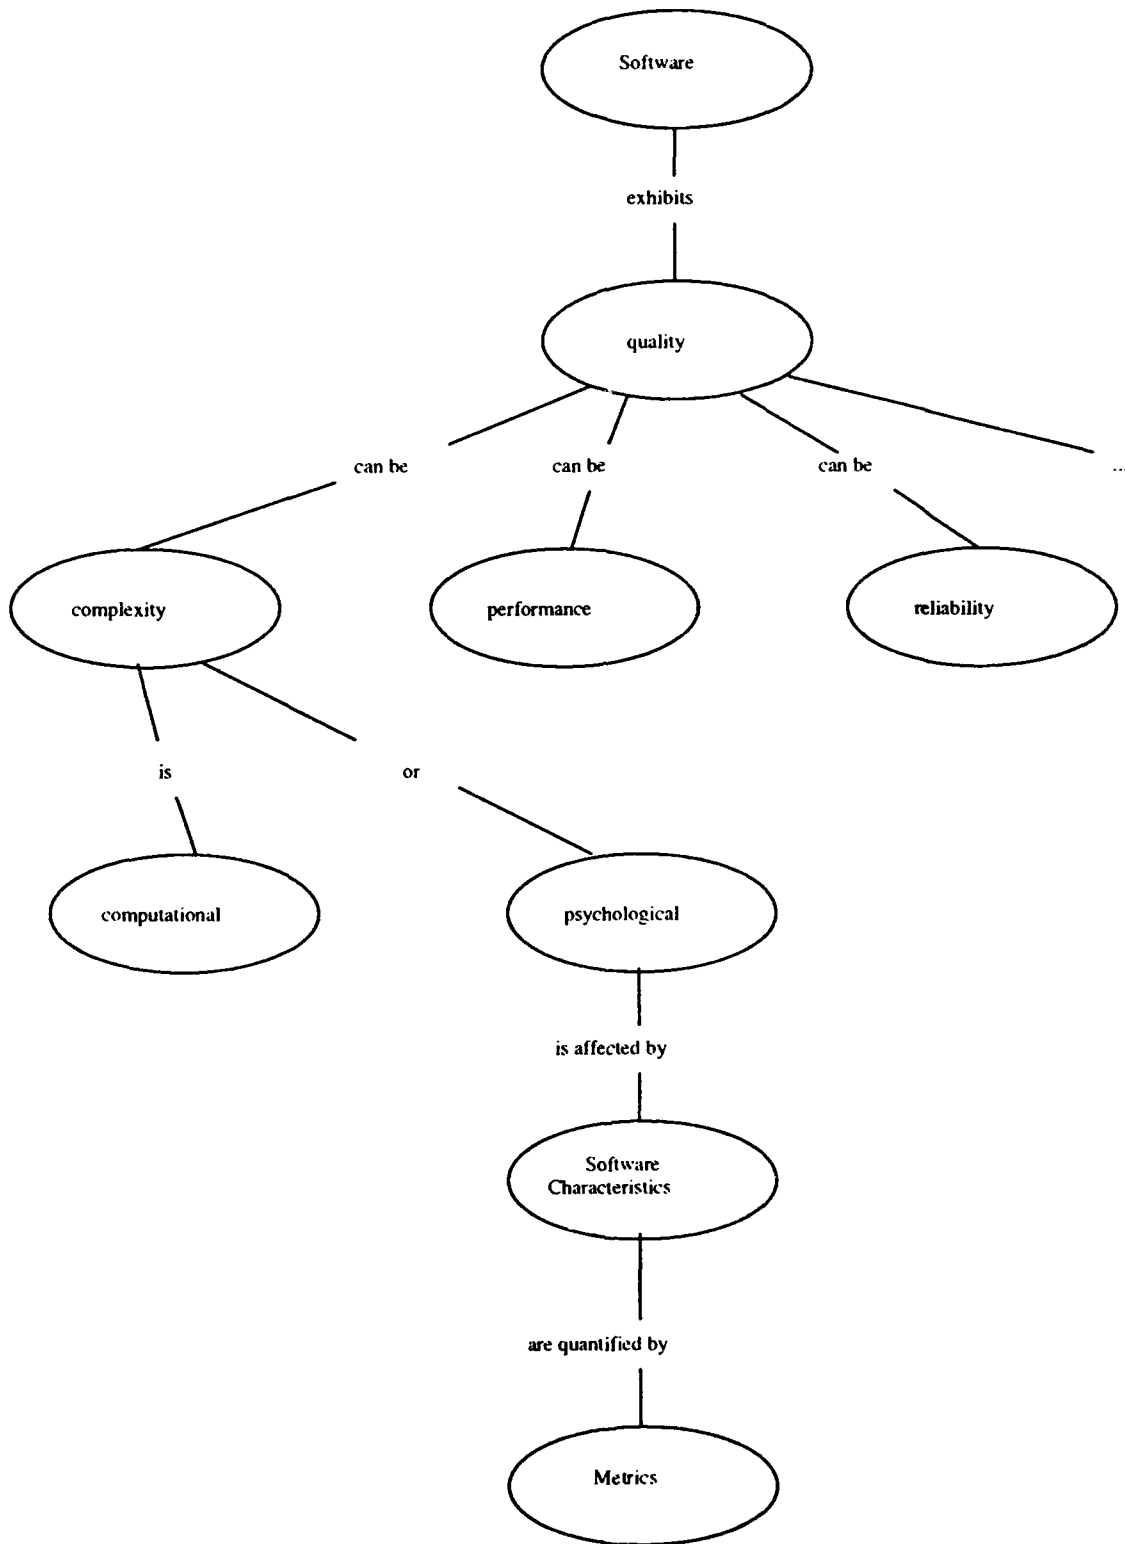 Software
exhibits
quality
can be
can be
can be
...
complexity
performance
reliability
is
or
computational
psychological
is affected by
Software
Characteristics
are quantified by
Metrics